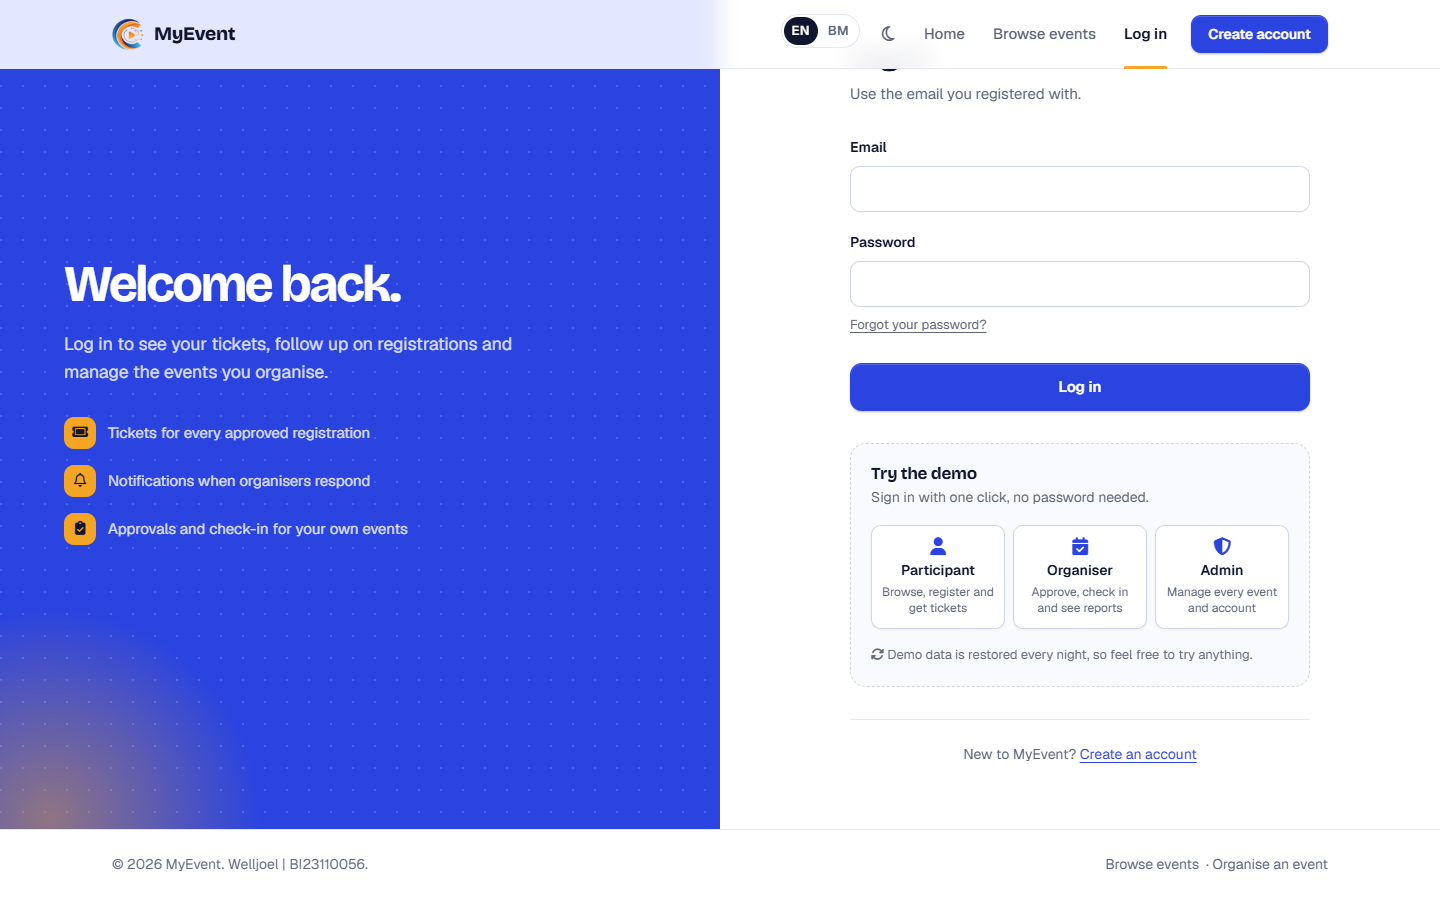 MyEvent
EN BM Home Browse events Log in Create account
Welcome back.
Log in to see your tickets, follow up on registrations and
manage the events you organise.
Tickets for every approved registration
Notifications when organisers respond
Approvals and check-in for your own events
Use the email you registered with.
Email
Password
Forgot your password?
Log in
Try the demo
Sign in with one click, no password needed.
Participant
Browse, register and
get tickets
Organiser
Approve, check in
and see reports
Admin
Manage every event
and account
Demo data is restored every night, so feel free to try anything.
New to MyEvent? Create an account
© 2026 MyEvent. Welljoel | BI23110056.
Browse events · Organise an event